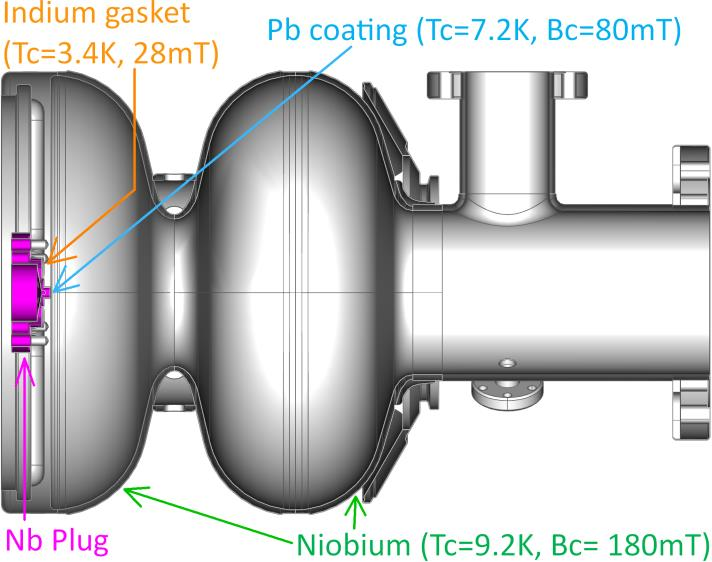 Indium gasket
(Tc=3.4K, 28mT)
Pb coating (Tc=7.2K, Bc=80mT)
Nb Plug
Niobium (Tc=9.2K, Bc= 180mT)